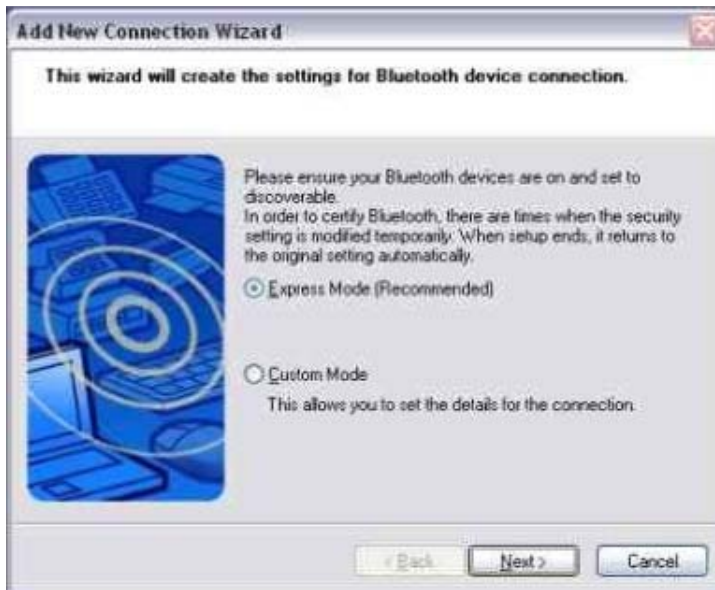 Add New Connection Wizard
This wizard will create the settings for Bluetooth device connection.
Please ensure your Bluetooth devices are on and set to
discoverable.
In order to certify Bluetooth, there are times when the security
setting is modified temporarily. When setup ends, it returns to
the original setting automatically.
Express Mode (Recommended)
Custom Mode
This allows you to set the details for the connection.
< Back
Next >
Cancel